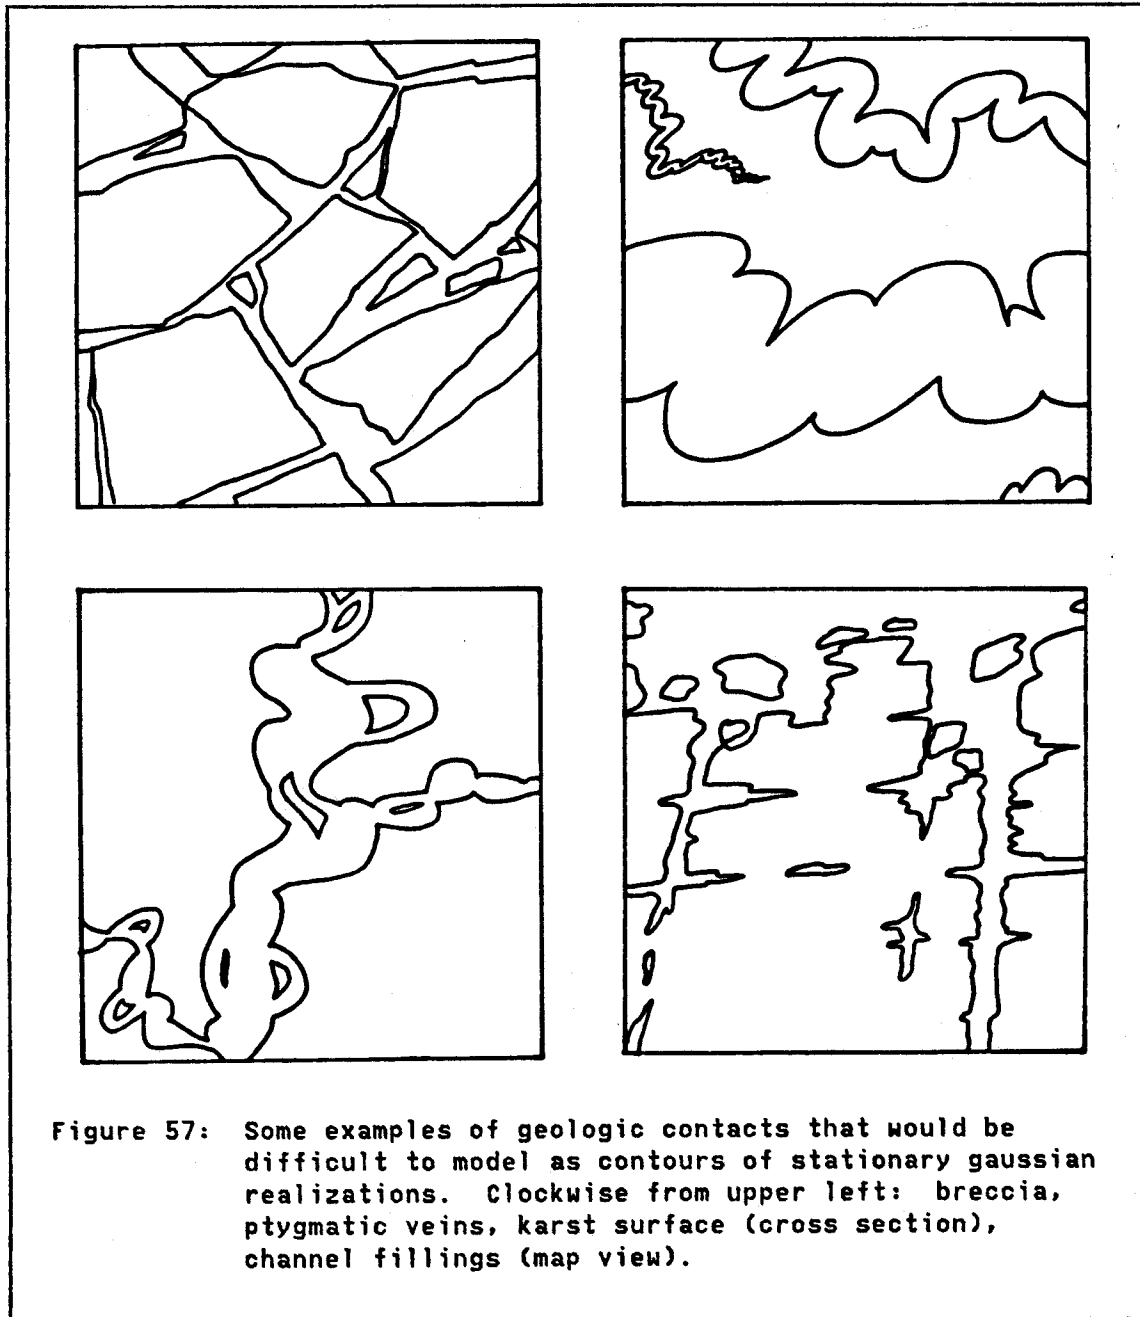 Figure 57: Some examples of geologic contacts that would be
difficult to model as contours of stationary gaussian
realizations. Clockwise from upper left: breccia,
ptygmatic veins, karst surface (cross section),
channel fillings (map view).